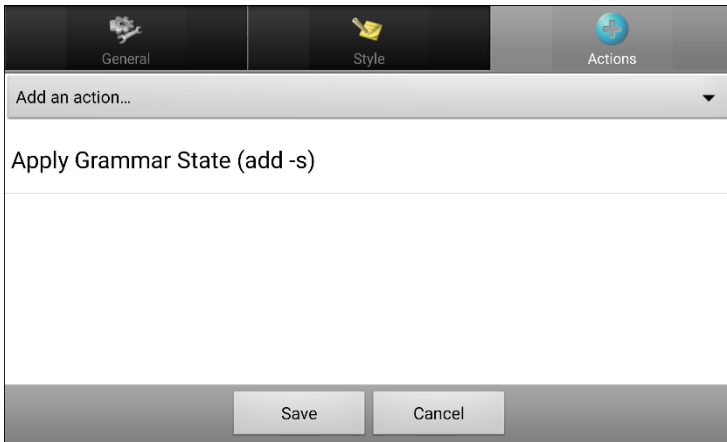 General
Style
Actions
Add an action...
Apply Grammar State (add -s)
Save
Cancel